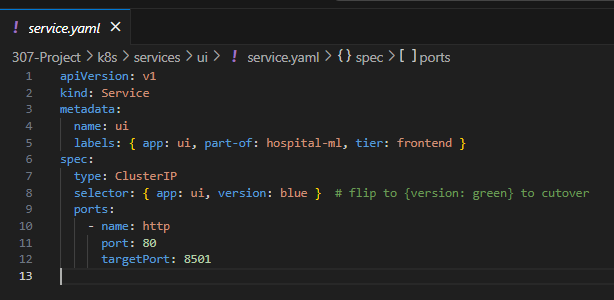 ! service.yaml ×
307-Project > k8s > services > ui > ! service.yaml > {} spec > [ ] ports
1 apiVersion: v1
2 kind: Service
3 metadata:
4   name: ui
5   labels: { app: ui, part-of: hospital-ml, tier: frontend }
6 spec:
7   type: ClusterIP
8   selector: { app: ui, version: blue }  # flip to {version: green} to cutover
9   ports:
10     - name: http
11       port: 80
12       targetPort: 8501
13